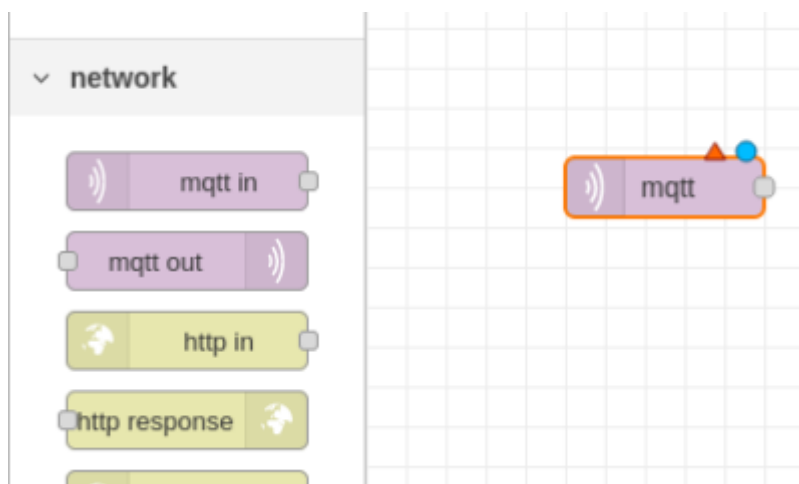 network
mqtt in
mqtt
mqtt out
http in
http response